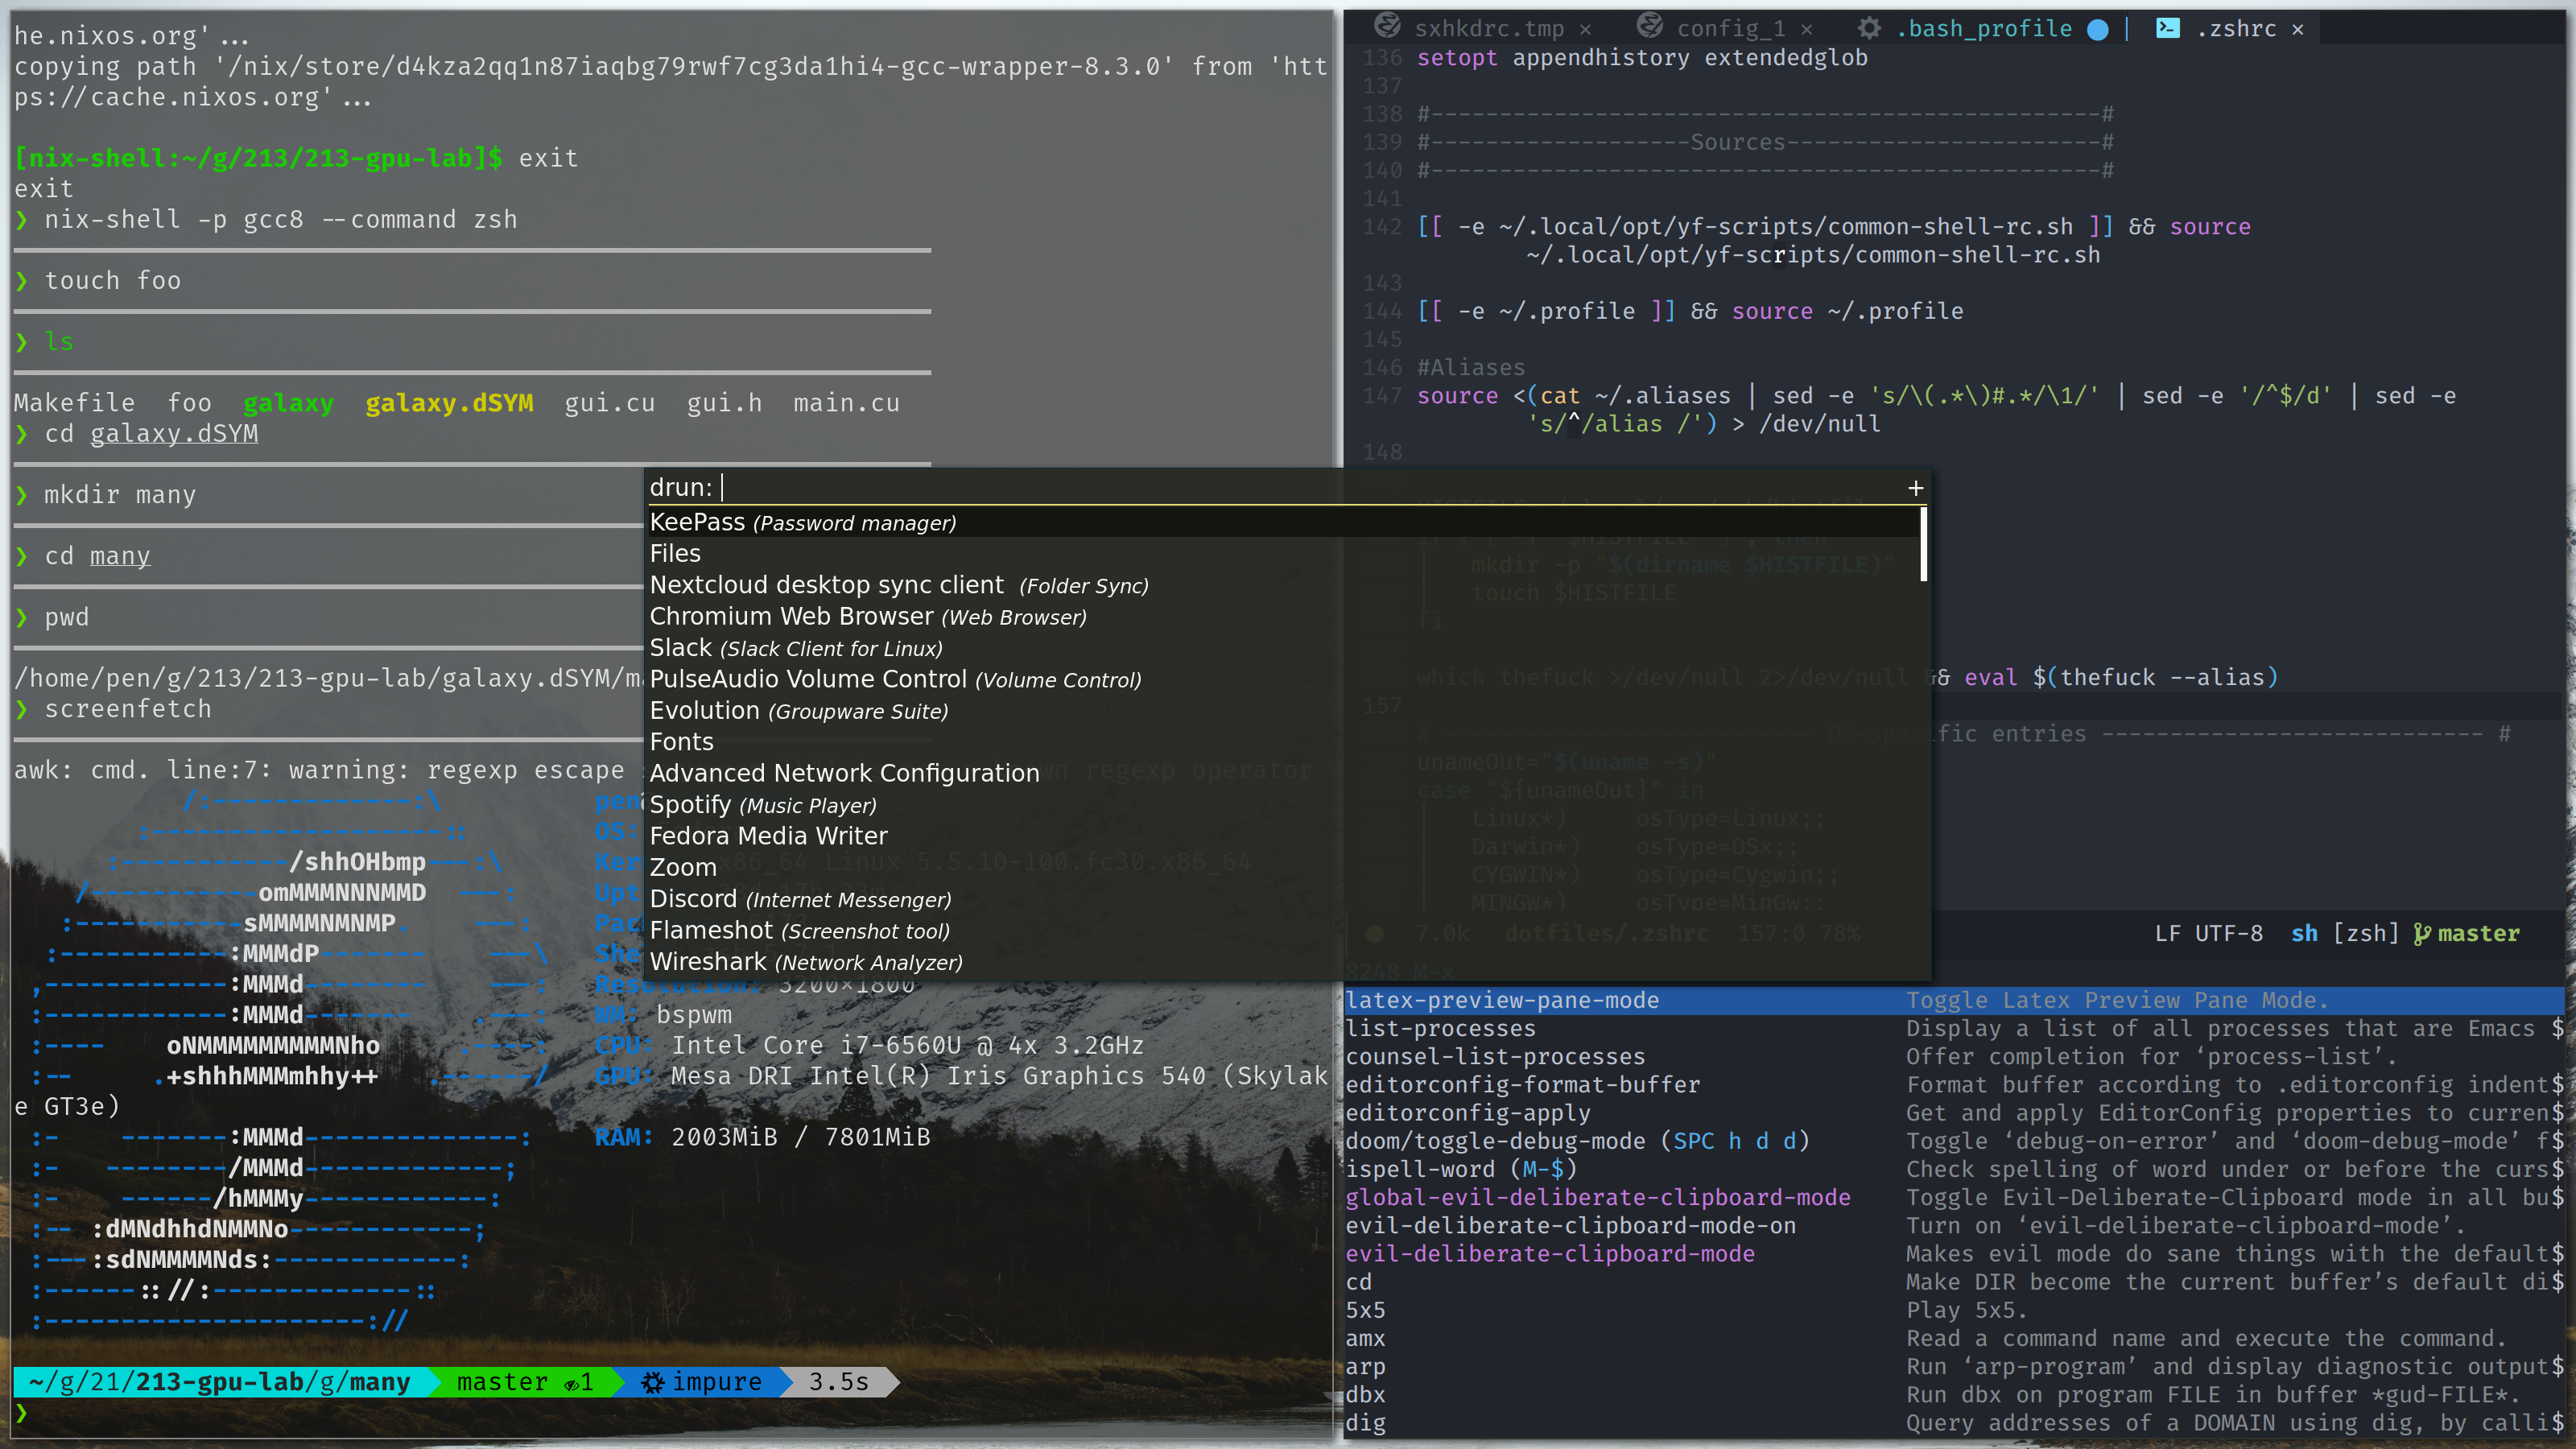 he.nixos.org'...
copying path '/nix/store/d4kza2qq1n87iaqbg79rwf7cg3da1hi4-gcc-wrapper-8.3.0' from 'htt
ps://cache.nixos.org'...
[nix-shell:~/g/213/213-gpu-lab]$ exit
exit
❯ nix-shell -p gcc8 --command zsh
❯ touch foo
❯ ls
Makefile foo galaxy galaxy.dSYM gui.cu gui.h main.cu
❯ cd galaxy.dSYM
❯ mkdir many
❯ cd many
❯ pwd
/home/pen/g/213/213-gpu-lab/galaxy.dSYM/ma
❯ screenfetch
awk: cmd. line:7: warning: regexp escape regexp operator
/:-------------:\ pen
:-------------------:: OS:
:-----------/shhOHbmp---:\ Ker x86_64 Linux 5.5.10-100.fc30.x86_64
/-----------omMMMNNNMMD ---: Upt
:-----------sMMMMNMNMP. ---: Pac
:-----------:MMMdP------- ---\ She
,------------:MMMd-------- ---: Resolution: 3200x1800
:------------:MMMd------- .---: WM: bspwm
:---- oNMMMMMMMMMNho .----: CPU: Intel Core i7-6560U @ 4x 3.2GHz
:-- .+shhhMMMmhhy++ .------/ GPU: Mesa DRI Intel(R) Iris Graphics 540 (Skylak
e GT3e)
:- -------:MMMd--------------: RAM: 2003MiB / 7801MiB
:- --------/MMMd-------------;
:- ------/hMMMy------------:
:-- :dMNdhhdNMMNo------------;
:---:sdNMMMMNds:------------:
:------:://:-------------::
:---------------------://
~/g/21/213-gpu-lab/g/many master 1 impure 3.5s
❯
drun: +
KeePass (Password manager)
Files
Nextcloud desktop sync client (Folder Sync)
Chromium Web Browser (Web Browser)
Slack (Slack Client for Linux)
PulseAudio Volume Control (Volume Control)
Evolution (Groupware Suite)
Fonts
Advanced Network Configuration
Spotify (Music Player)
Fedora Media Writer
Zoom
Discord (Internet Messenger)
Flameshot (Screenshot tool)
Wireshark (Network Analyzer)
sxhkdrc.tmp × config_1 × .bash_profile .zshrc ×
136 setopt appendhistory extendedglob
137
138 #-------------------------------------------------#
139 #-------------------Sources-----------------------#
140 #-------------------------------------------------#
141
142 [[ -e ~/.local/opt/yf-scripts/common-shell-rc.sh ]] && source
~/.local/opt/yf-scripts/common-shell-rc.sh
143
144 [[ -e ~/.profile ]] && source ~/.profile
145
146 #Aliases
147 source <(cat ~/.aliases | sed -e 's/\(.*\)#.*/\1/' | sed -e '/^$/d' | sed -e
's/^/alias /') > /dev/null
148
then
mkdir -p "$(dirname $HISTFILE)"
touch $HISTFILE
fi
which thefuck >/dev/null 2>/dev/null && eval $(thefuck --alias)
157
# OS-specific entries ---------------------------- #
unameOut="$(uname -s)"
case "${unameOut}" in
Linux*) osType=Linux;;
Darwin*) osType=OSx;;
CYGWIN*) osType=Cygwin;;
MINGW*) osType=MinGw;;
7.0k dotfiles/.zshrc 157:0 78% LF UTF-8 sh [zsh] master
8248 M-x
latex-preview-pane-mode Toggle Latex Preview Pane Mode.
list-processes Display a list of all processes that are Emacs $
counsel-list-processes Offer completion for ‘process-list’.
editorconfig-format-buffer Format buffer according to .editorconfig indent$
editorconfig-apply Get and apply EditorConfig properties to curren$
doom/toggle-debug-mode (SPC h d d) Toggle ‘debug-on-error’ and ‘doom-debug-mode’ f$
ispell-word (M-$) Check spelling of word under or before the curs$
global-evil-deliberate-clipboard-mode Toggle Evil-Deliberate-Clipboard mode in all bu$
evil-deliberate-clipboard-mode-on Turn on ‘evil-deliberate-clipboard-mode’.
evil-deliberate-clipboard-mode Makes evil mode do sane things with the default$
cd Make DIR become the current buffer’s default di$
5x5 Play 5x5.
amx Read a command name and execute the command.
arp Run ‘arp-program’ and display diagnostic output$
dbx Run dbx on program FILE in buffer *gud-FILE*.
dig Query addresses of a DOMAIN using dig, by calli$